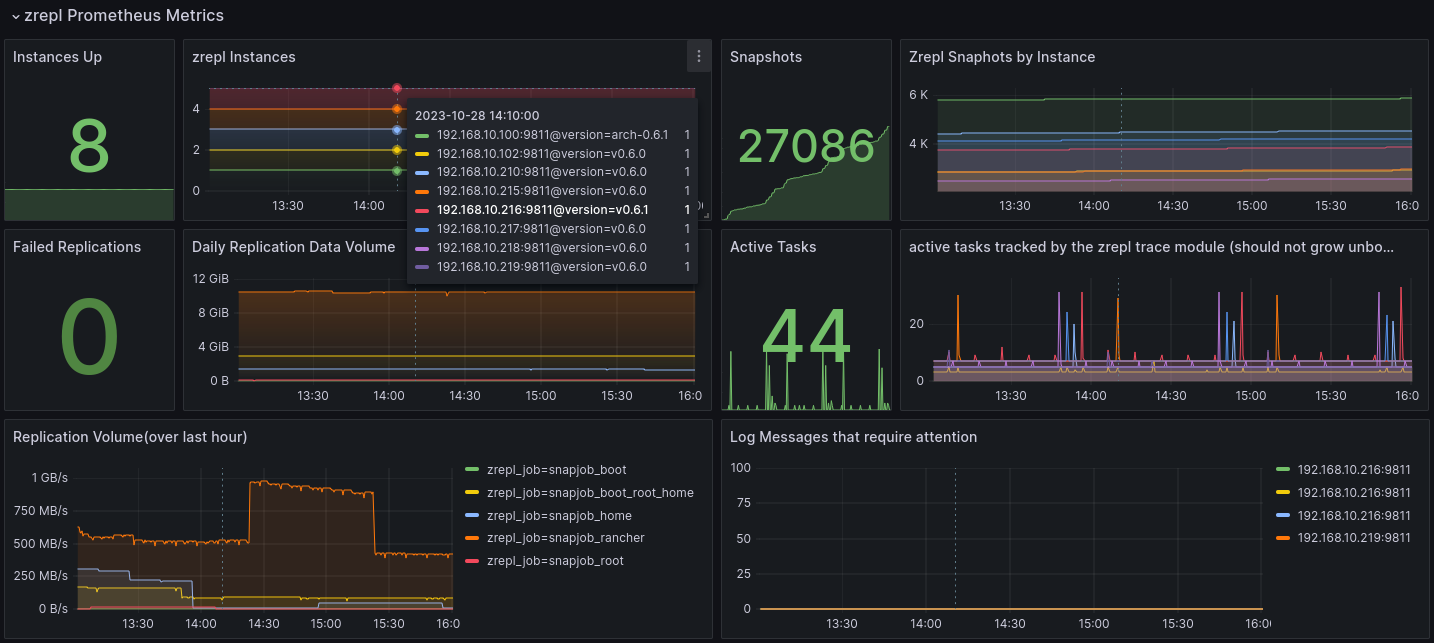 zrepl Prometheus Metrics
Instances Up
8
zrepl Instances
4
2
0
13:30 14:00
2023-10-28 14:10:00
192.168.10.100:9811@version=arch-0.6.1 1
192.168.10.102:9811@version=v0.6.0 1
192.168.10.210:9811@version=v0.6.0 1
192.168.10.215:9811@version=v0.6.0 1
192.168.10.216:9811@version=v0.6.1 1
192.168.10.217:9811@version=v0.6.0 1
192.168.10.218:9811@version=v0.6.0 1
192.168.10.219:9811@version=v0.6.0 1
Snapshots
27086
Zrepl Snaphots by Instance
6 K
4 K
13:30 14:00 14:30 15:00 15:30 16:0
Failed Replications
0
Daily Replication Data Volume
12 GiB
8 GiB
4 GiB
0 B
13:30 14:00 14:30 15:00 15:30 16:0
Active Tasks
44
active tasks tracked by the zrepl trace module (should not grow unbo...
20
0
13:30 14:00 14:30 15:00 15:30 16:0
Replication Volume(over last hour)
1 GB/s
750 MB/s
500 MB/s
250 MB/s
0 B/s
13:30 14:00 14:30 15:00 15:30 16:0
zrepl_job=snapjob_boot
zrepl_job=snapjob_boot_root_home
zrepl_job=snapjob_home
zrepl_job=snapjob_rancher
zrepl_job=snapjob_root
Log Messages that require attention
100
75
50
25
0
13:30 14:00 14:30 15:00 15:30 16:0
192.168.10.216:9811
192.168.10.216:9811
192.168.10.216:9811
192.168.10.219:9811